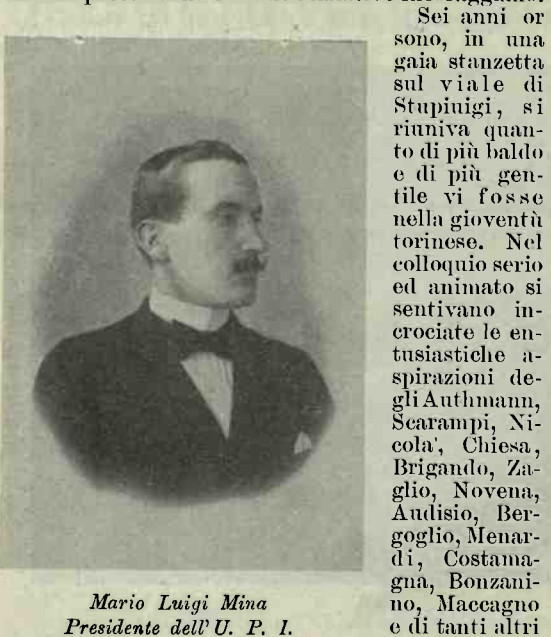 Sei anni or
sono, in una
gaia stanzetta
sul viale di
Stupinigi, si
riuniva quan-
to di più baldo
e di più gen-
tile vi fosse
nella gioventù
torinese. Nel
colloquio serio
ed animato si
sentivano in-
crociate le en-
tusiastiche a-
spirazioni de-
gli Authmann,
Scarampi, Ni-
cola', Chiesa,
Brigando, Za-
glio, Novena,
Audisio, Ber-
goglio, Menar-
di, Costama-
gna, Bonzani-
no, Maccagno
e di tanti altri
Mario Luigi Mina
Presidente dell' U. P. I.